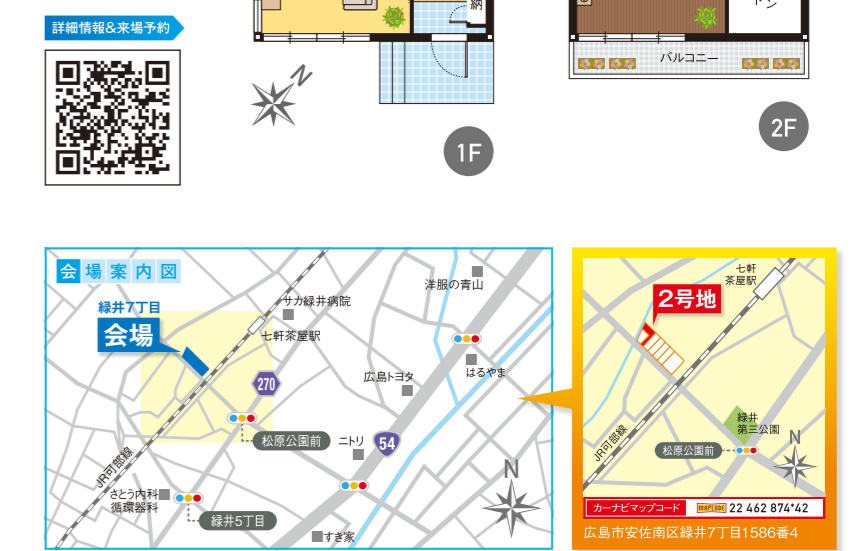 詳細情報&来場予約
納
N
1F
バルコニー
2F
会場案内図
緑井7丁目
会場
サカ緑井病院
七軒茶屋駅
洋服の青山
はるやま
広島トヨタ
270
松原公園前
ニトリ
54
JR可部線
さとう内科
循環器科
緑井5丁目
すき家
N
七軒
茶屋駅
2号地
緑井
第三公園
松原公園前
JR可部線
N
カーナビマップコード
MAPCODE
22 462 874*42
広島市安佐南区緑井7丁目1586番4